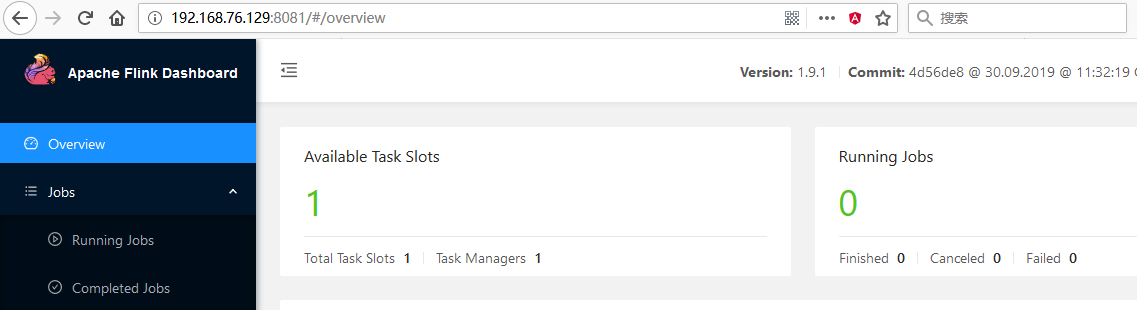 192.168.76.129:8081/#/overview
搜索
Apache Flink Dashboard
Version: 1.9.1 Commit: 4d56de8 @ 30.09.2019 @ 11:32:19
Overview
Jobs
Running Jobs
Completed Jobs
Available Task Slots
1
Total Task Slots 1 Task Managers 1
Running Jobs
0
Finished 0 Canceled 0 Failed 0